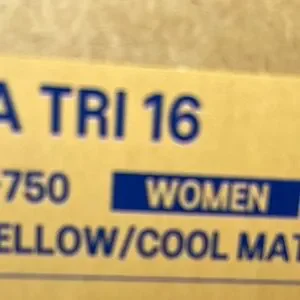 A TRI 16
-750 WOMEN
ELLOW/COOL MAT